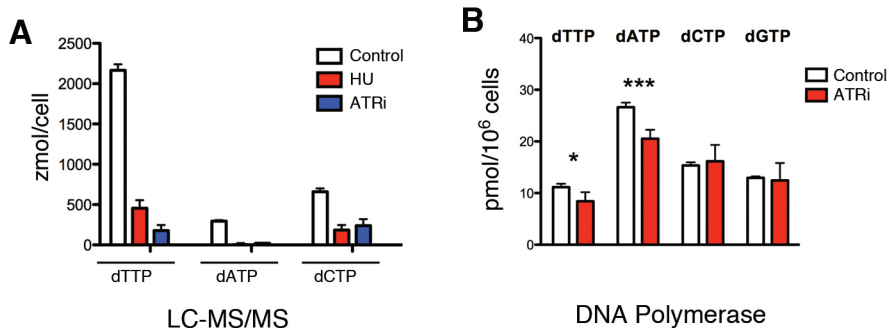 A
2500
2000
1500
1000
500
0
zmol/cell
Control
HU
ATRi
dTTP
dATP
dCTP
LC-MS/MS
B
40
30
20
10
0
pmol/10⁶ cells
dTTP dATP dCTP dGTP
*
***
Control
ATRi
DNA Polymerase